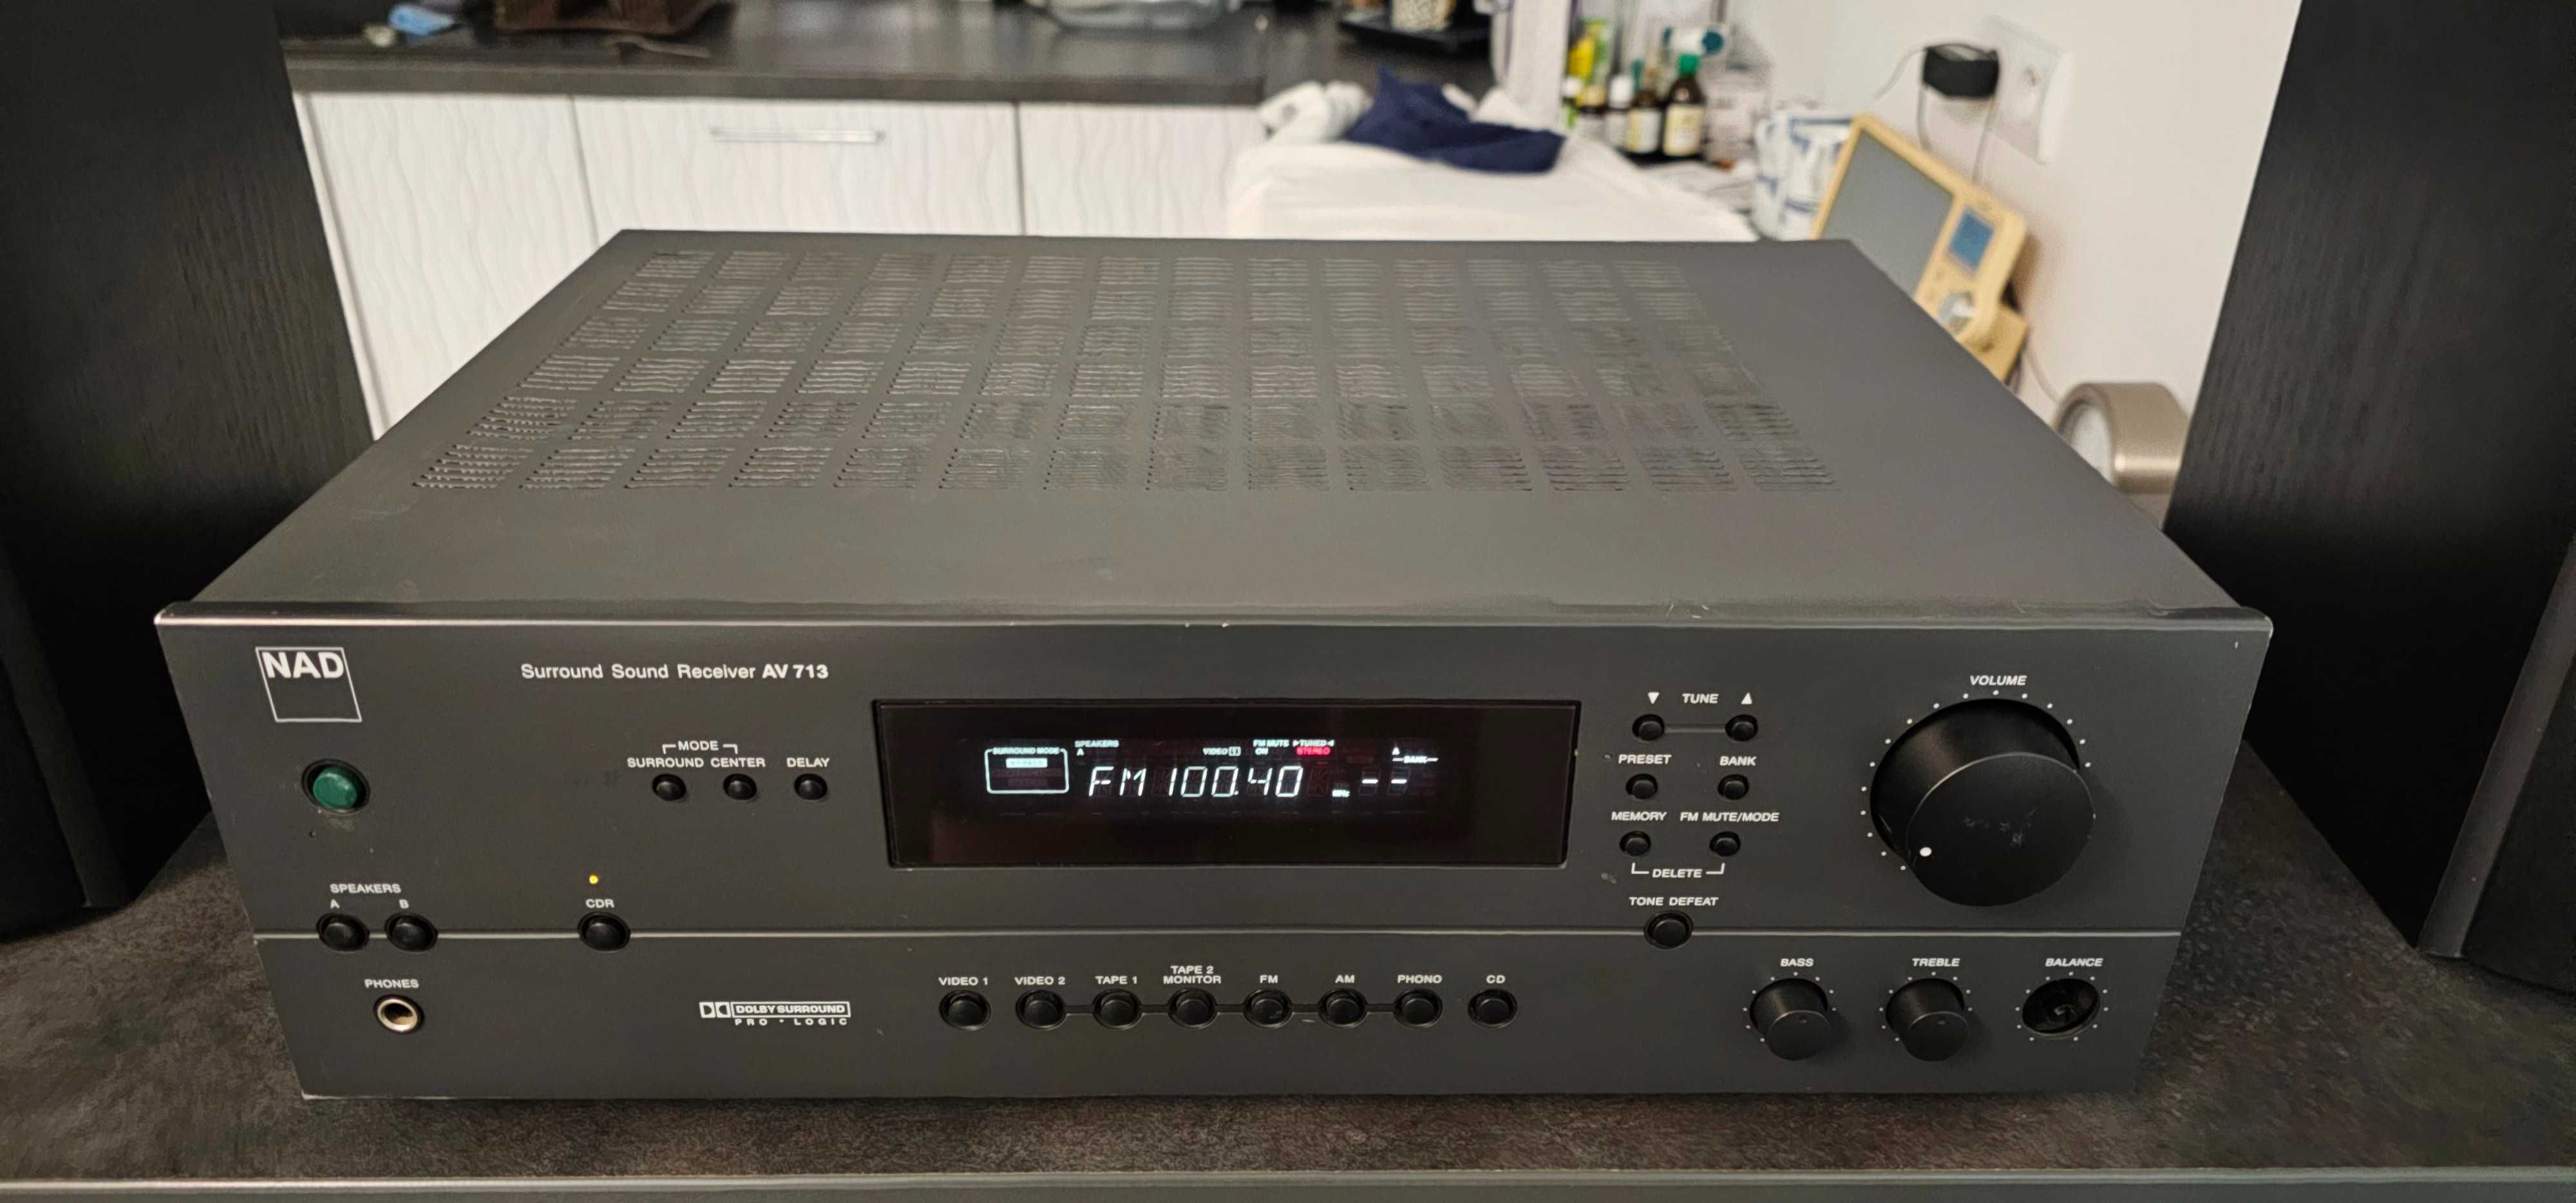 NAD
Surround Sound Receiver AV 713
MODE
SURROUND CENTER DELAY
SPEAKERS
A B
CDR
PHONES
DOLBY SURROUND
PRO • LOGIC
SURROUND MODE
SPEAKERS
A
VIDEO 1
FM MUTE
ON
TUNED
STEREO
BANK
FM 100.40 MHz --
VIDEO 1
VIDEO 2
TAPE 1
TAPE 2
MONITOR
FM
AM
PHONO
CD
▼ TUNE ▲
PRESET BANK
MEMORY FM MUTE/MODE
DELETE
TONE DEFEAT
VOLUME
BASS
TREBLE
BALANCE